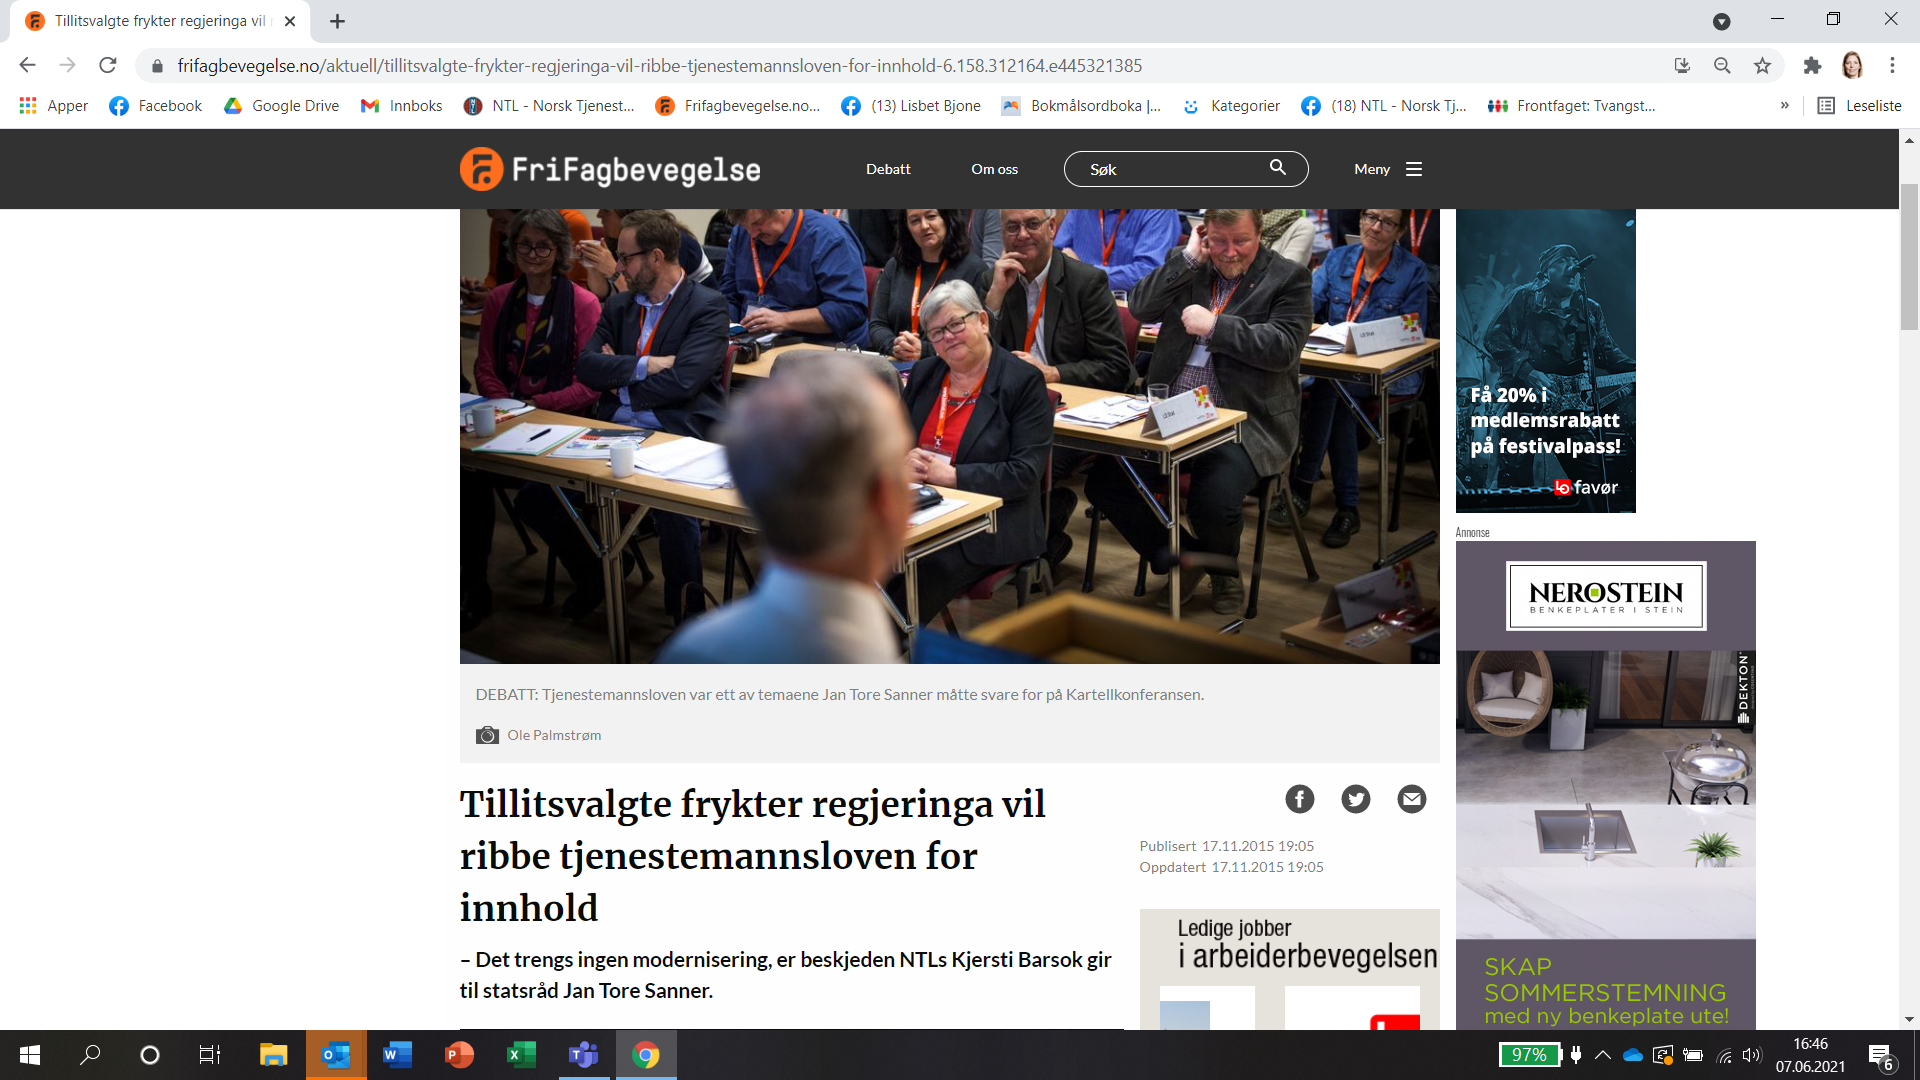 Tillitsvalgte frykter regjeringa vil
frifagbevegelse.no/aktuell/tillitsvalgte-frykter-regjeringa-vil-ribbe-tjenestemannsloven-for-innhold-6.158.312164.e445321385
Apper
Facebook
Google Drive
Innboks
NTL - Norsk Tjenest...
Frifagbevegelse.no...
(13) Lisbet Bjone
Bokmålsordboka |...
Kategorier
(18) NTL - Norsk Tj...
Frontfaget: Tvangst...
»
Leseliste
FriFagbevegelse
Debatt
Om oss
Søk
Meny
DEBATT: Tjenestemannsloven var ett av temaene Jan Tore Sanner måtte svare for på Kartellkonferansen.
Ole Palmstrøm
Tillitsvalgte frykter regjeringa vil
ribbe tjenestemannsloven for
innhold
– Det trengs ingen modernisering, er beskjeden NTLs Kjersti Barsok gir
til statsråd Jan Tore Sanner.
Publisert 17.11.2015 19:05
Oppdatert 17.11.2015 19:05
Ledige jobber
i arbeiderbevegelsen
Få 20% i
medlemsrabatt
på festivalpass!
LO favør
Annonse
NEROSTEIN
BENKEPLATER I STEIN
DEKTON
SKAP
SOMMERSTEMNING
med ny benkeplate ute!
97%
16:46
07.06.2021
6